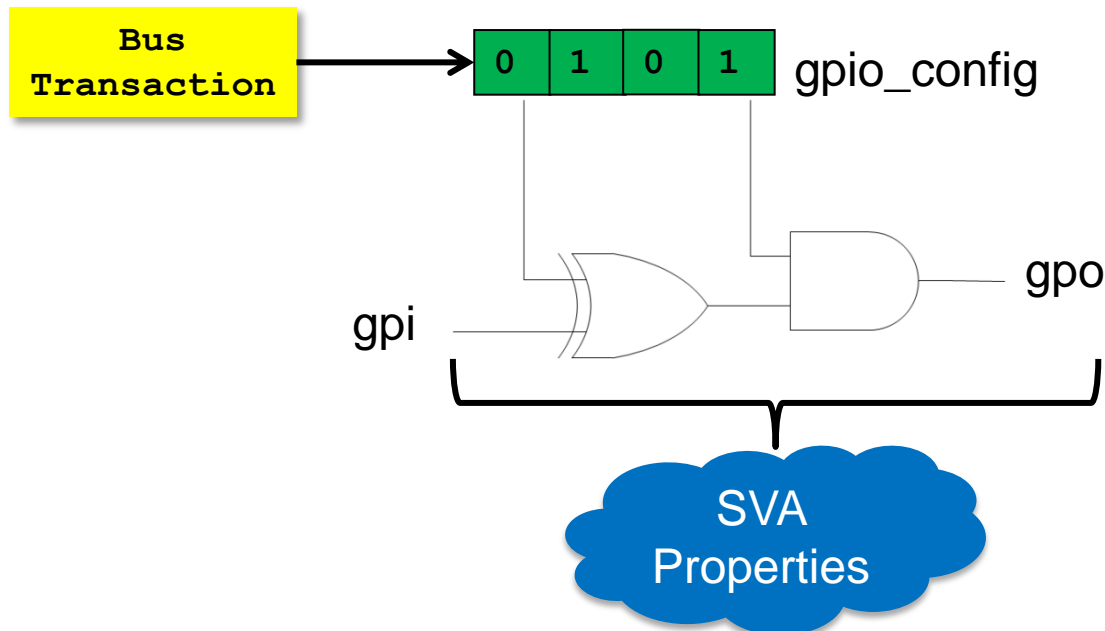 Bus
Transaction
0 1 0 1
gpio_config
gpi
gpo
SVA
Properties